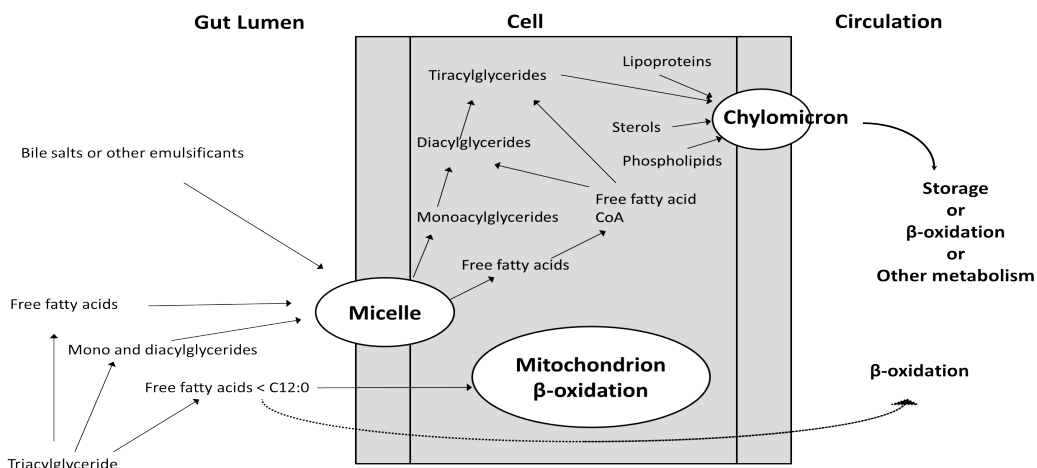 Gut Lumen
Cell
Circulation
Bile salts or other emulsificants
Free fatty acids
Mono and diacylglycerides
Free fatty acids < C12:0
Triacylglyceride
Micelle
Tiracylglycerides
Diacylglycerides
Monoacylglycerides
Free fatty acids
Free fatty acid
CoA
Lipoproteins
Sterols
Phospholipids
Chylomicron
Mitochondrion
β-oxidation
Storage
or
β-oxidation
or
Other metabolism
β-oxidation